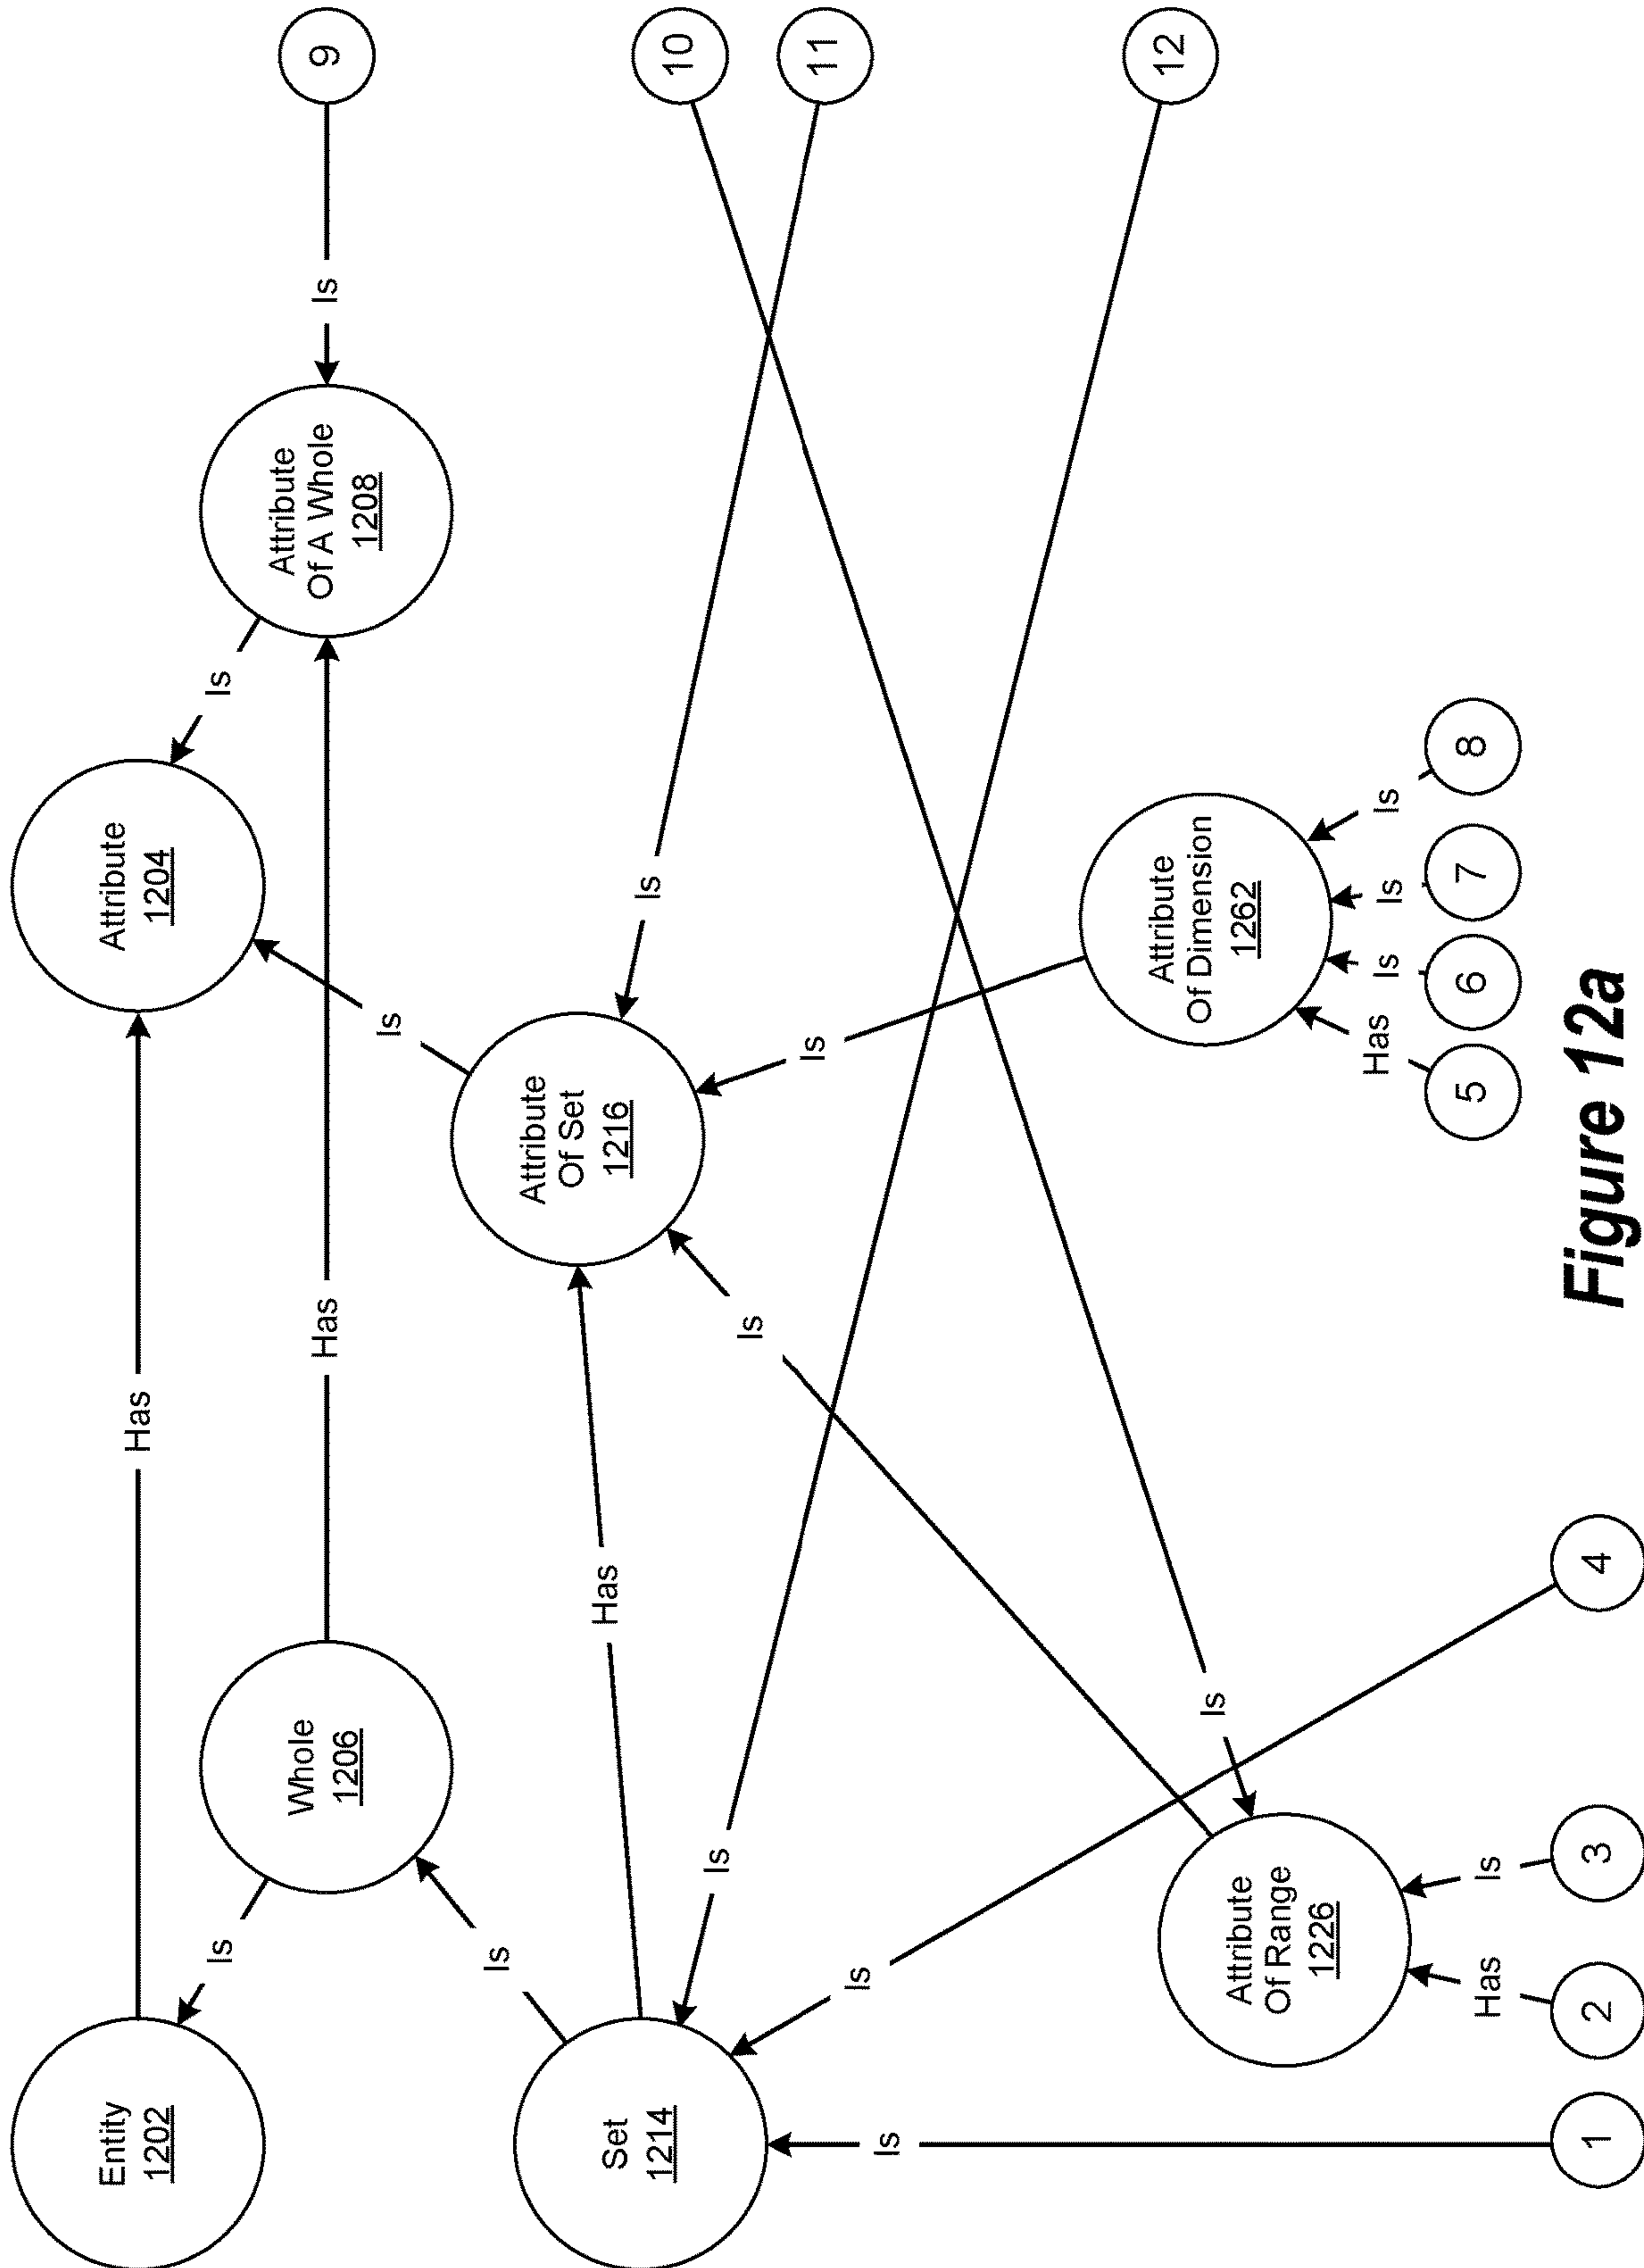 Entity
1202
Has
Attribute
1204
Is
Is
Whole
1206
Has
Attribute
Of A Whole
1208
Is
9
Is
Is
Set
1214
Has
Attribute
Of Set
1216
Is
10
Is
Is
Is
11
Is
Is
12
Attribute
Of Dimension
1262
Is
Attribute
Of Range
1226
Has
Is
Is
Is
5
6
7
8
Has
Is
1
2
3
4
Figure 12a